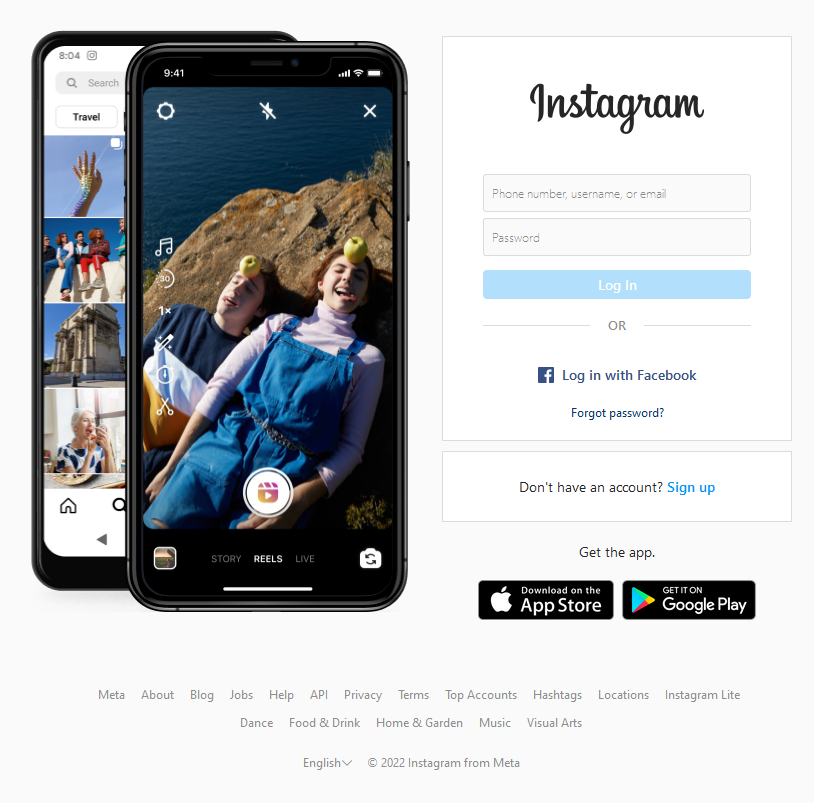 8:04
Search
Travel
9:41
30
1×
STORY REELS LIVE
Instagram
Phone number, username, or email
Password
Log In
OR
Log in with Facebook
Forgot password?
Don't have an account? Sign up
Get the app.
Download on the
App Store
GET IT ON
Google Play
Meta About Blog Jobs Help API Privacy Terms Top Accounts Hashtags Locations Instagram Lite
Dance Food & Drink Home & Garden Music Visual Arts
English © 2022 Instagram from Meta